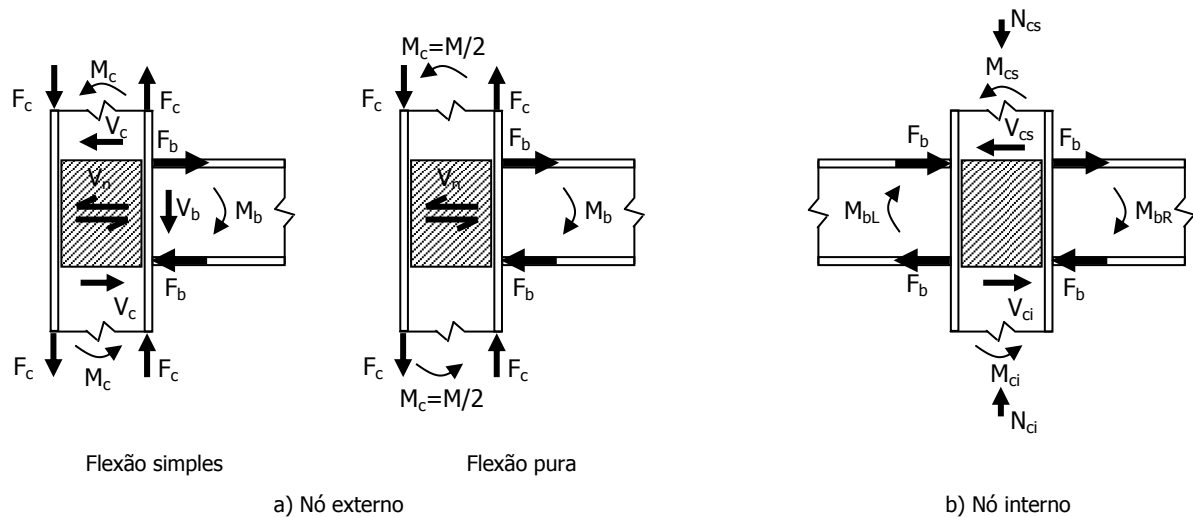 M_c
F_c
F_c
V_c
F_b
V_n
V_b
M_b
F_b
V_c
F_c
M_c
F_c
M_c=M/2
F_c
F_c
F_b
V_n
M_b
F_b
F_c
F_c
M_c=M/2
N_cs
M_cs
F_b
V_cs
F_b
M_bL
M_bR
F_b
V_ci
F_b
M_ci
N_ci
Flexão simples
Flexão pura
a) Nó externo
b) Nó interno